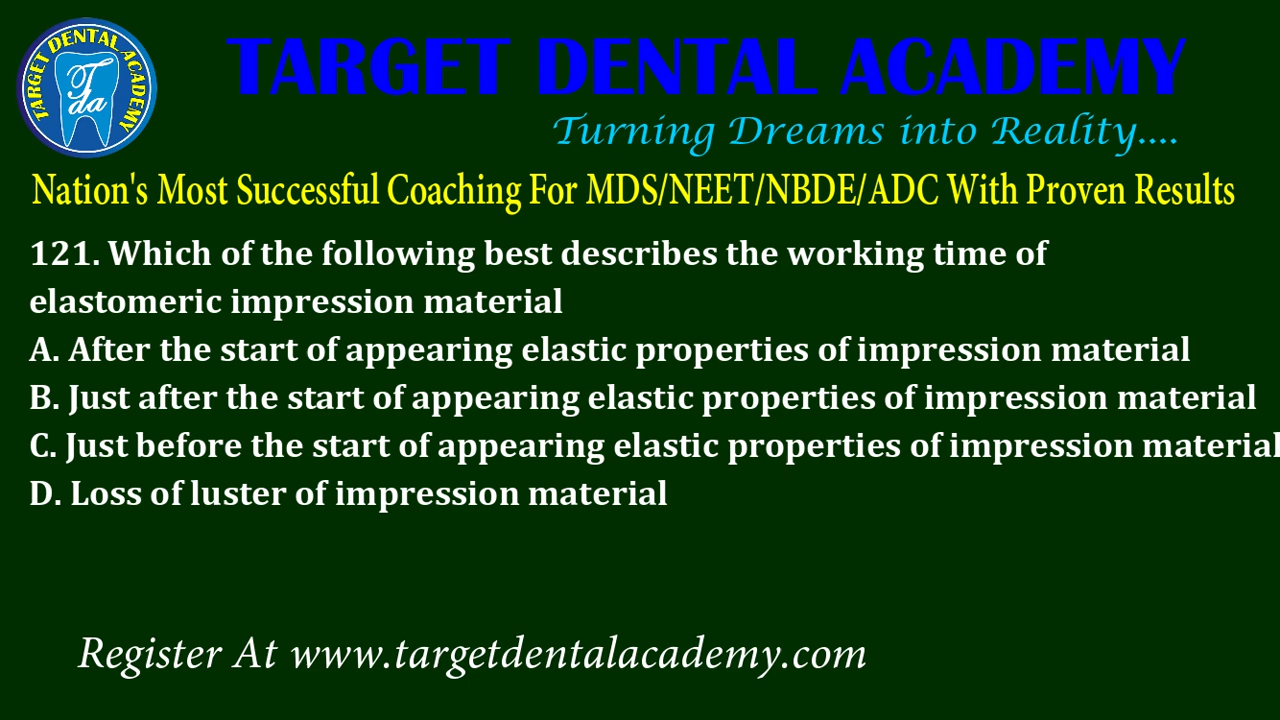 TARGET DENTAL ACADEMY
Tda
TARGET DENTAL ACADEMY
Turning Dreams into Reality....
Nation's Most Successful Coaching For MDS/NEET/NBDE/ADC With Proven Results
121. Which of the following best describes the working time of
elastomeric impression material
A. After the start of appearing elastic properties of impression material
B. Just after the start of appearing elastic properties of impression material
C. Just before the start of appearing elastic properties of impression material
D. Loss of luster of impression material
Register At www.targetdentalacademy.com